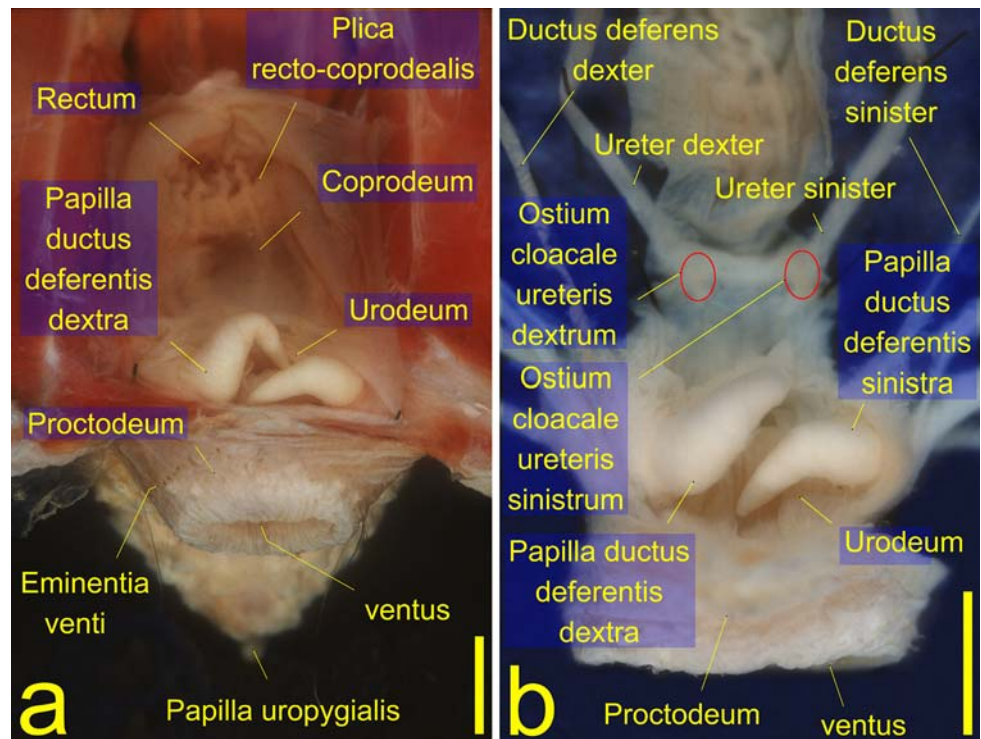 Plica
recto-coprodealis
Rectum
Coprodeum
Papilla
ductus
deferentis
dextra
Urodeum
Proctodeum
Eminentia
venti
ventus
Papilla uropygialis
a
Ductus deferens
dexter
Ductus
deferens
sinister
Ureter dexter
Ureter sinister
Ostium
cloacale
ureteris
dextrum
Papilla
ductus
deferentis
sinistra
Ostium
cloacale
ureteris
sinistrum
Urodeum
Papilla ductus
deferentis
dextra
Proctodeum
ventus
b